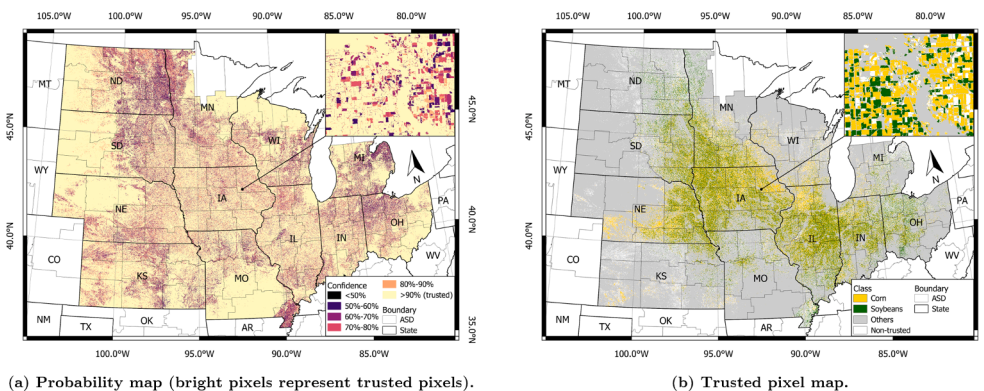 105.0°W 100.0°W 95.0°W 90.0°W 85.0°W 80.0°W
MT
ND
MN
WI
SD
MI
WY
IA
NE
PA
OH
IL
IN
CO
WV
KS
MO
NM
TX
OK
AR
N
45.0°N
40.0°N
45.0°N
40.0°N
35.0°N
Confidence
<50%
50%-60%
60%-70%
70%-80%
80%-90%
>90% (trusted)
Boundary
ASD
State
100.0°W 95.0°W 90.0°W 85.0°W
(a) Probability map (bright pixels represent trusted pixels).
105.0°W 100.0°W 95.0°W 90.0°W 85.0°W 80.0°W
MT
ND
MN
WI
SD
MI
WY
IA
NE
PA
OH
IL
IN
CO
WV
KS
MO
NM
TX
OK
AR
N
45.0°N
40.0°N
45.0°N
40.0°N
35.0°N
Class
Corn
Soybeans
Others
Non-trusted
Boundary
ASD
State
100.0°W 95.0°W 90.0°W 85.0°W
(b) Trusted pixel map.